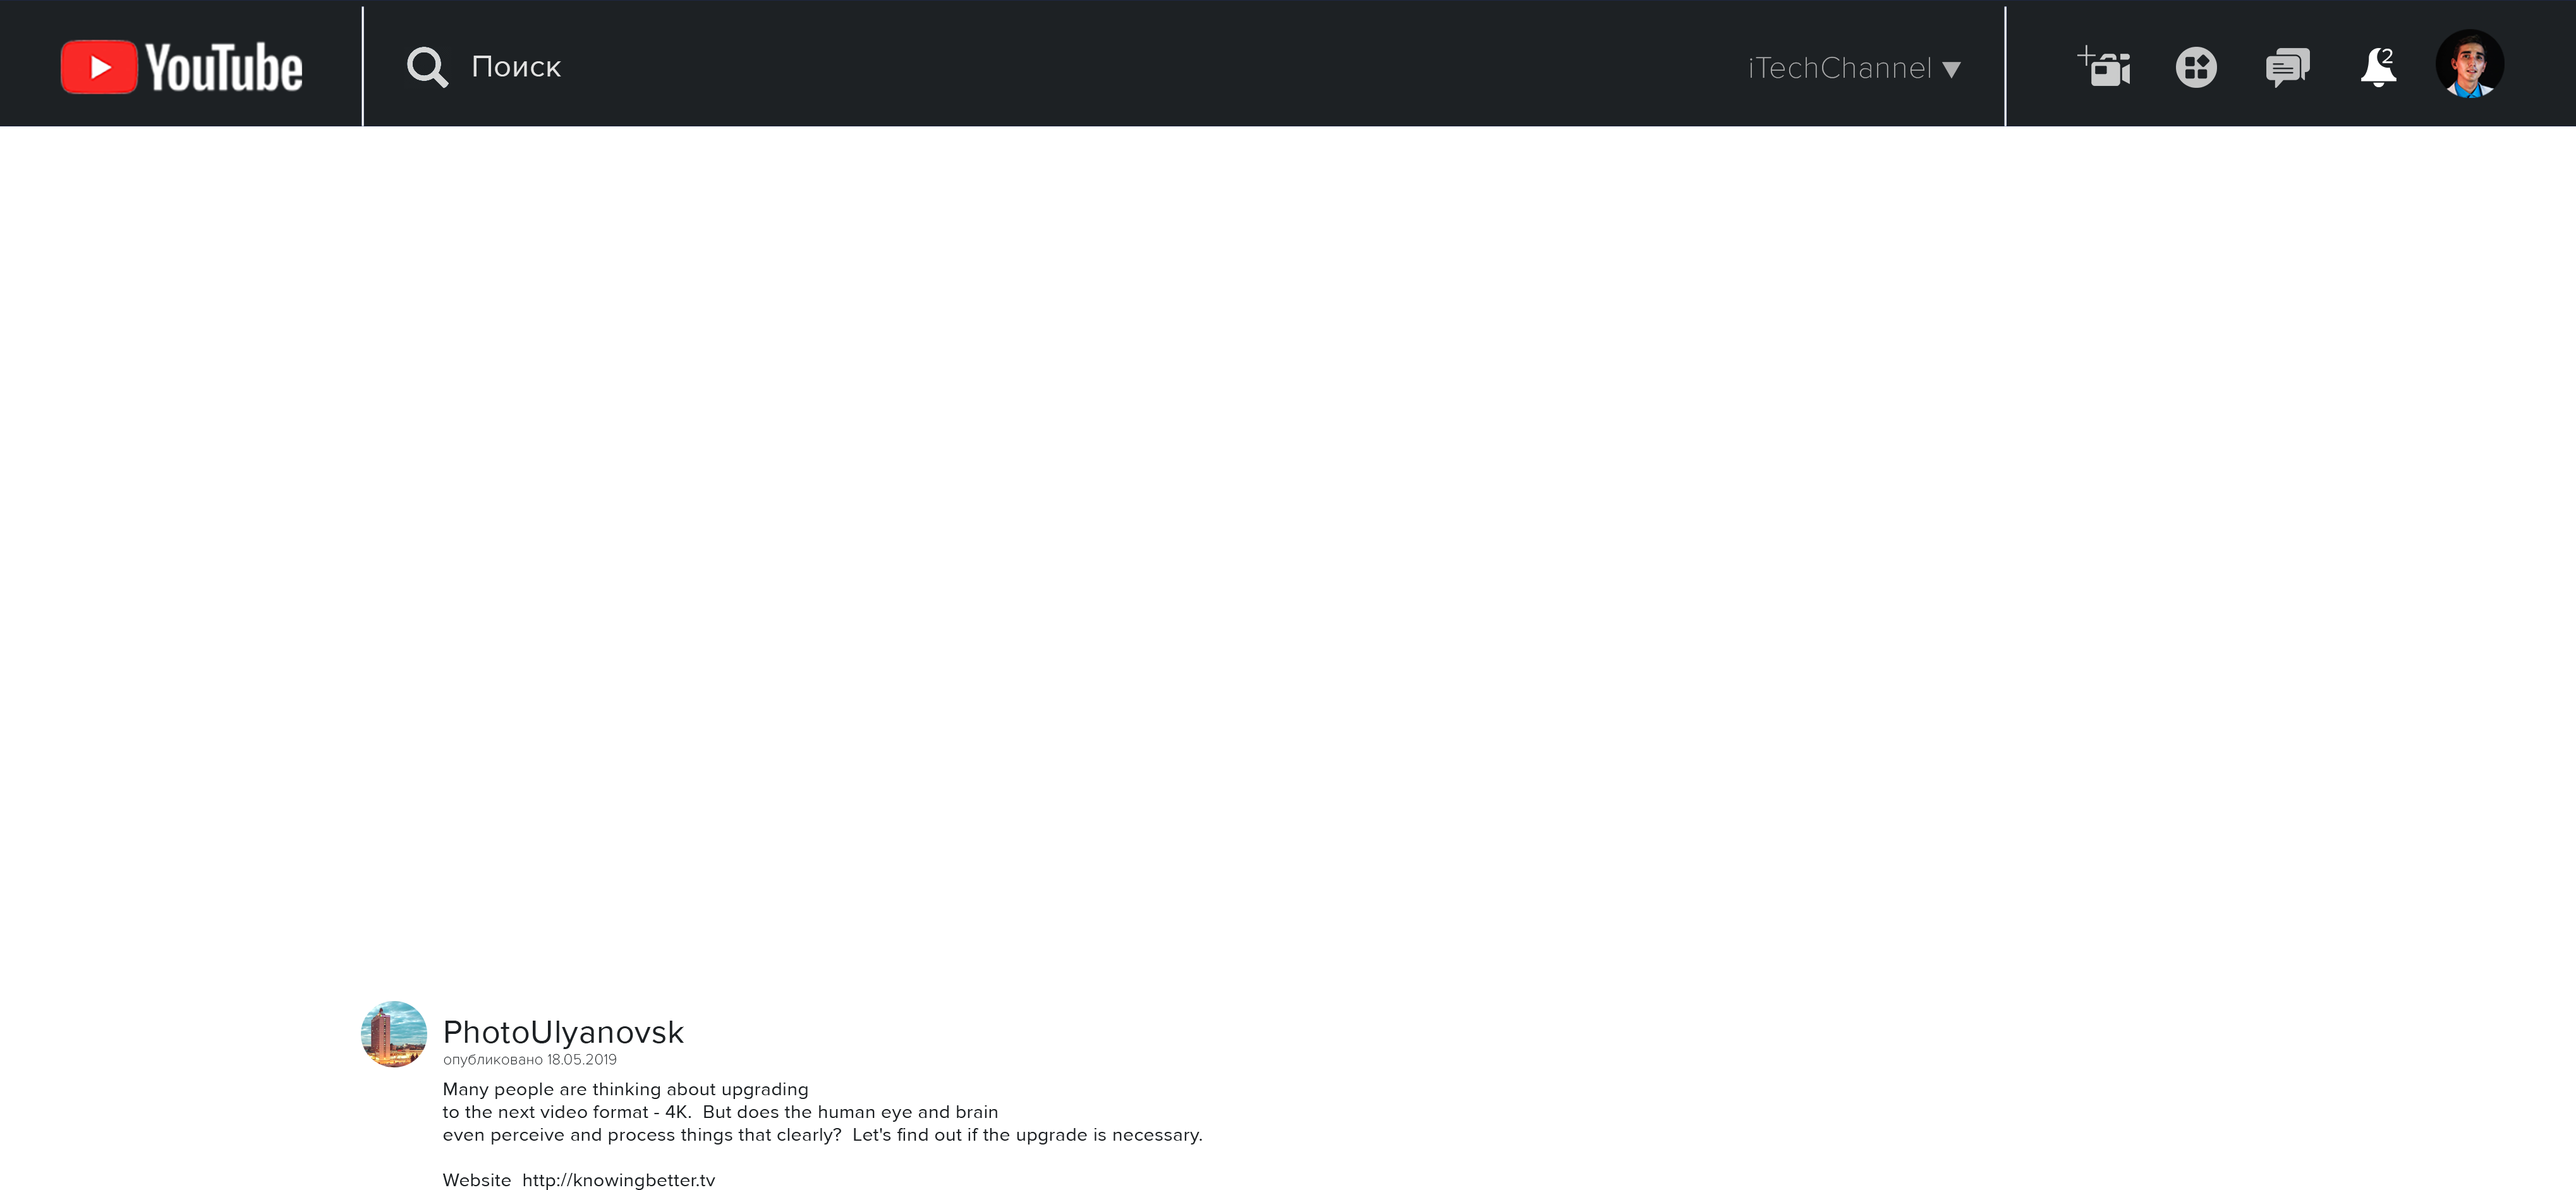 YouTube
Поиск
iTechChannel
2
PhotoUlyanovsk
опубликовано 18.05.2019
Many people are thinking about upgrading
to the next video format - 4K.  But does the human eye and brain
even perceive and process things that clearly?  Let's find out if the upgrade is necessary.
Website  http://knowingbetter.tv